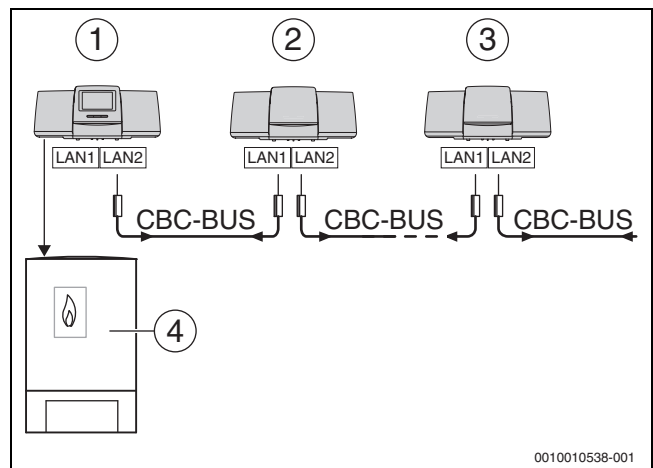 1 2 3
LAN1 LAN2 LAN1 LAN2 LAN1 LAN2
CBC-BUS CBC-BUS CBC-BUS
4
0010010538-001